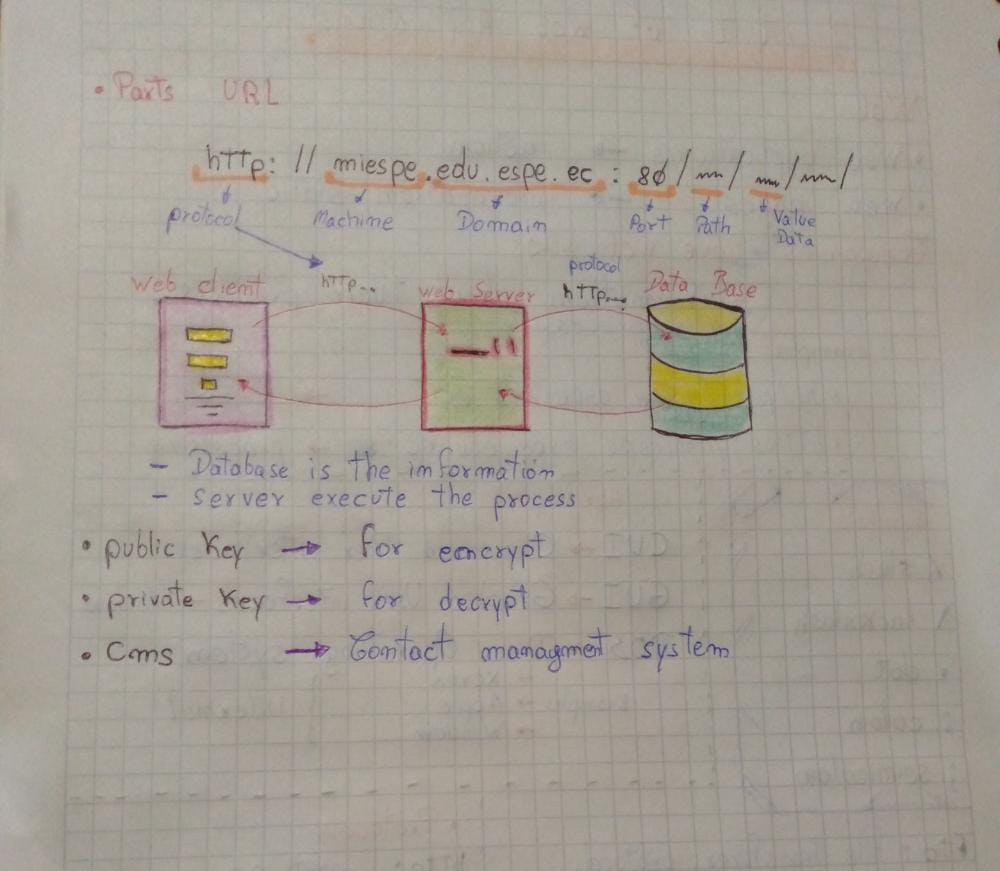 • Parts URL
http: // miespe.edu.espe.ec : 80/ / / /
protocol Machine Domain Port Path Value Data
web client http... web Server protocol http.... Data Base
- Database is the information
- Server execute the process
• public Key → for eencrypt
• private Key → for decrypt
• Cms → Contact managment system